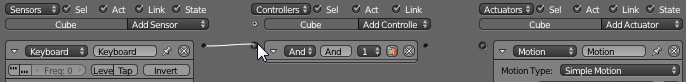 Sensors Sel Act Link State Controllers Sel Act Link Actuators Sel Act Link State
Cube Add Sensor Cube Add Controlle Cube Add Actuator
Keyboard Keyboard And And 1 Motion Motion
Freq: 0 Leve Tap Invert Motion Type: Simple Motion